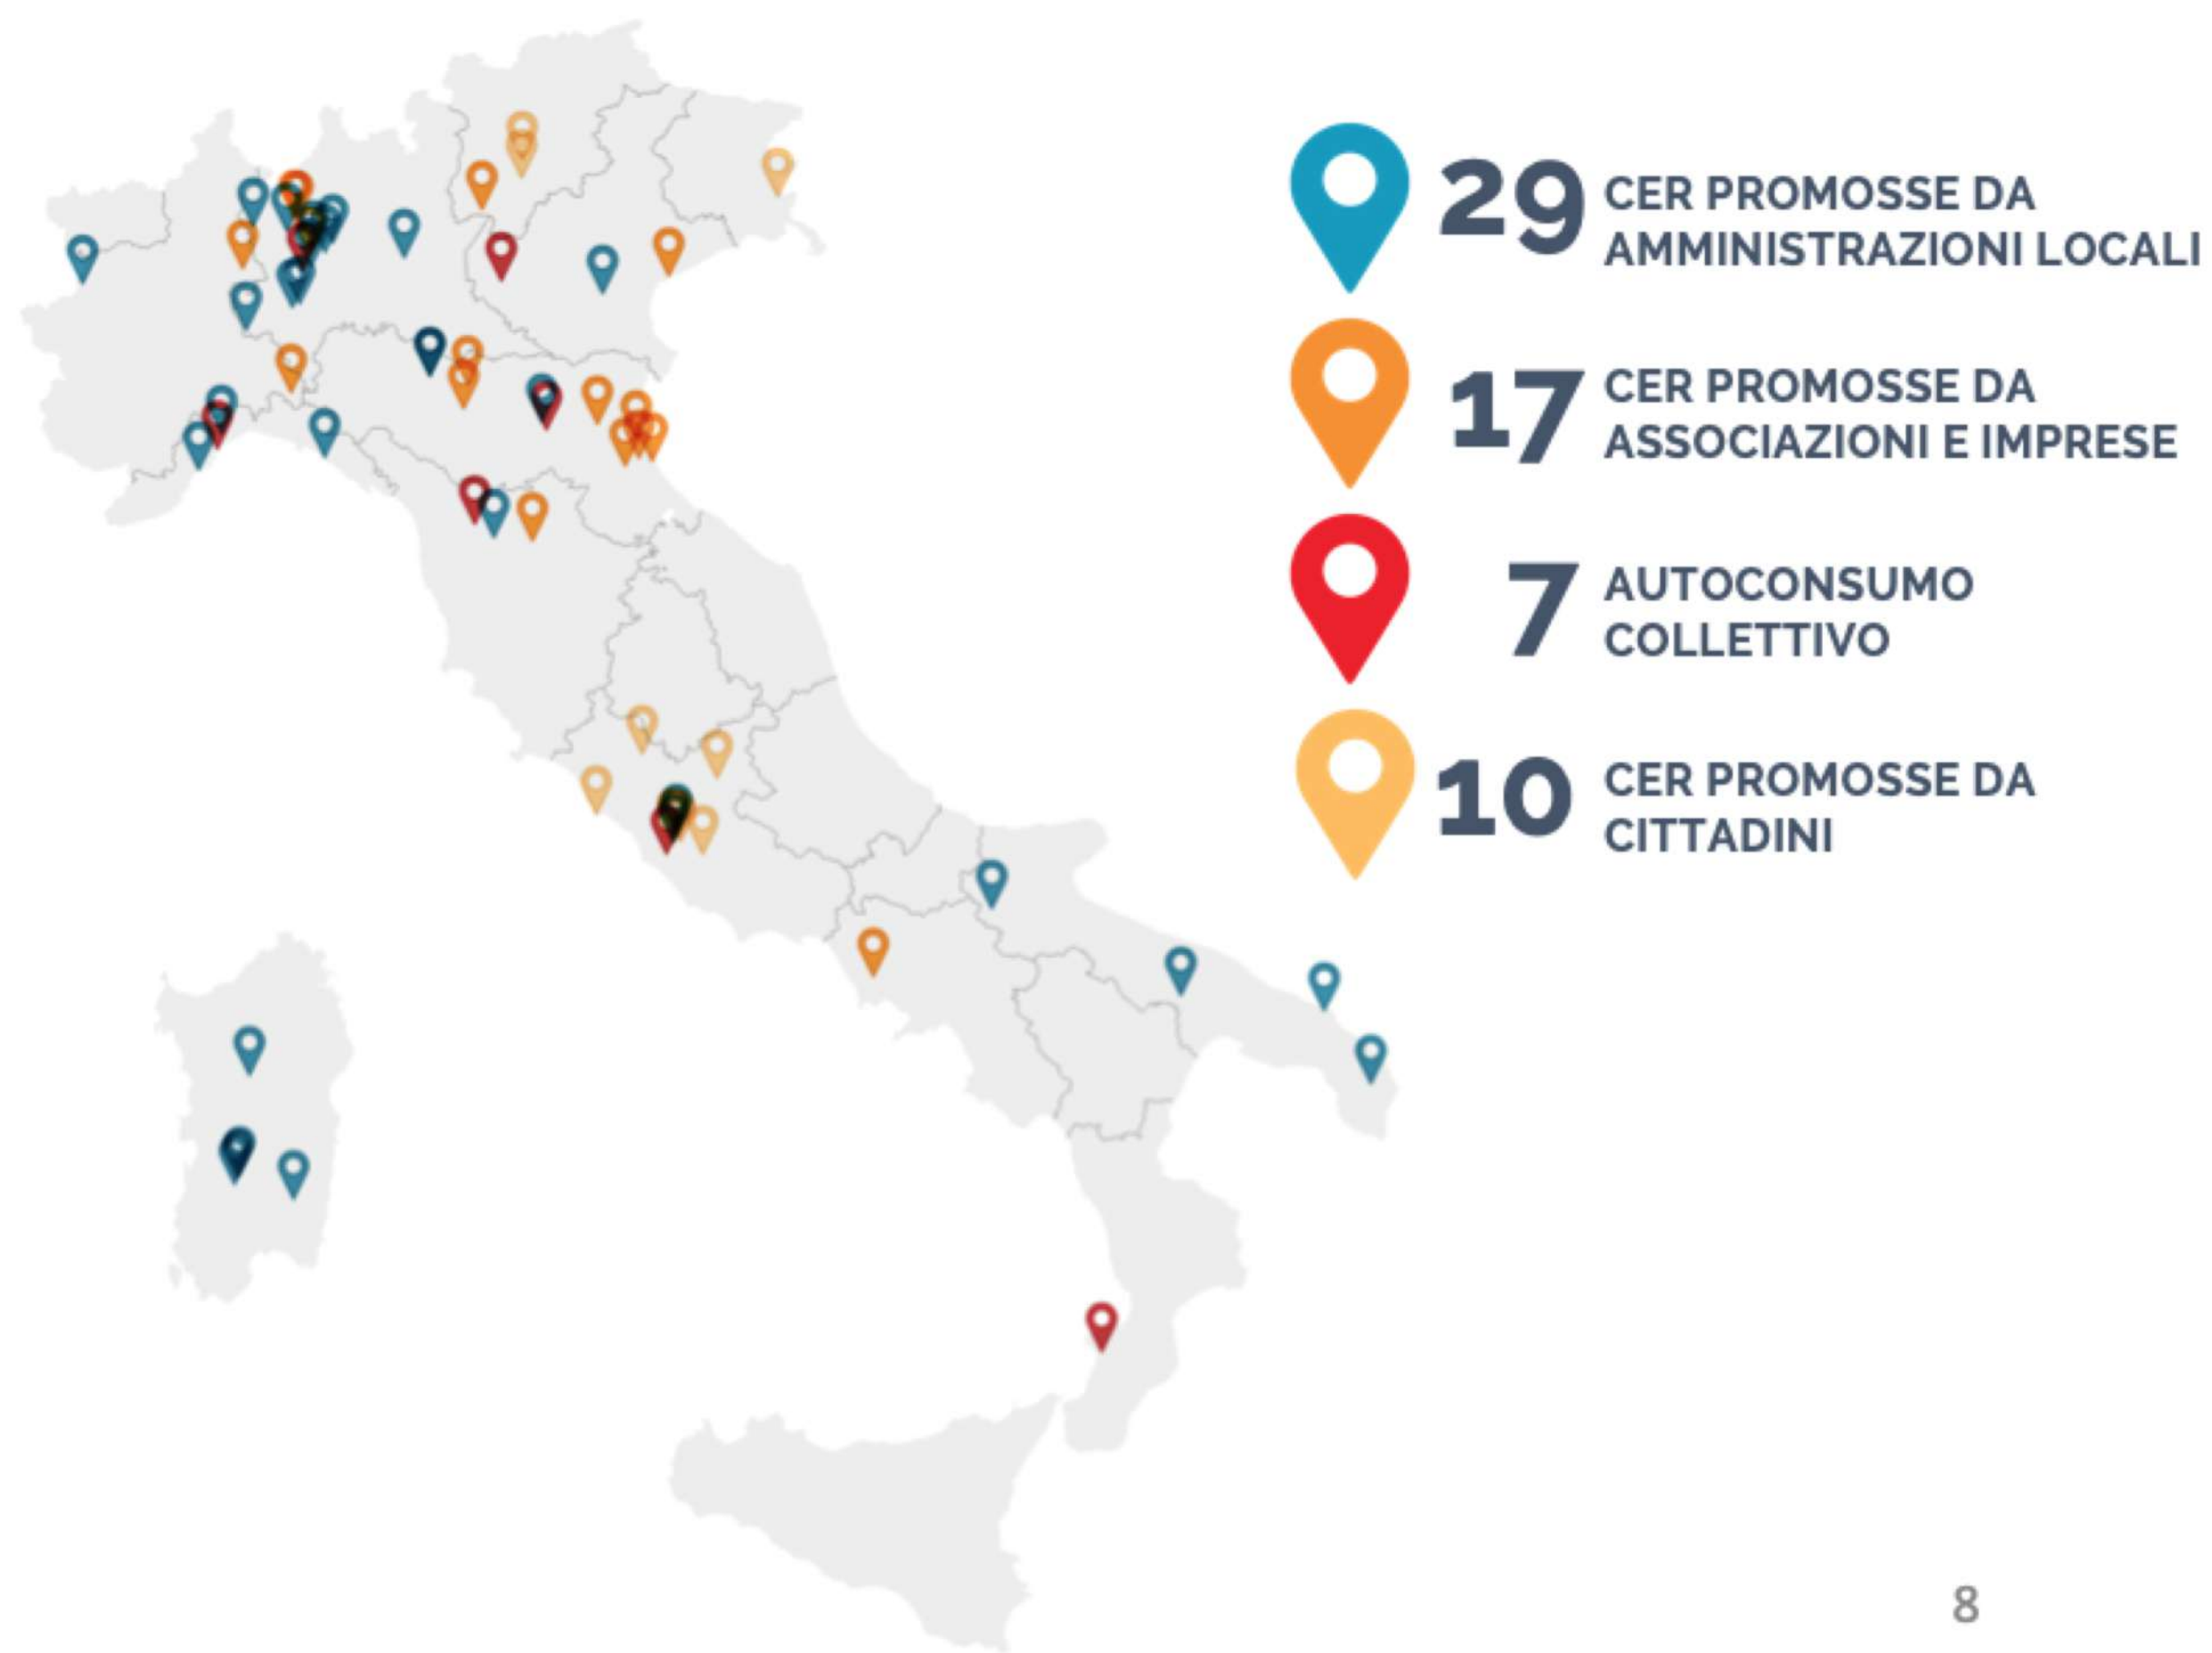 29 CER PROMOSSE DA
AMMINISTRAZIONI LOCALI
17 CER PROMOSSE DA
ASSOCIAZIONI E IMPRESE
7 AUTOCONSUMO
COLLETTIVO
10 CER PROMOSSE DA
CITTADINI
8